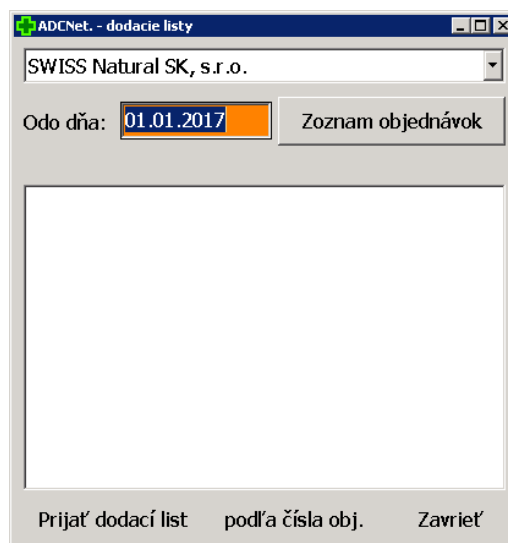 ADCNet. - dodacie listy
SWISS Natural SK, s.r.o.
Odo dňa: 01.01.2017 Zoznam objednávok
Prijať dodací list podľa čísla obj. Zavrieť